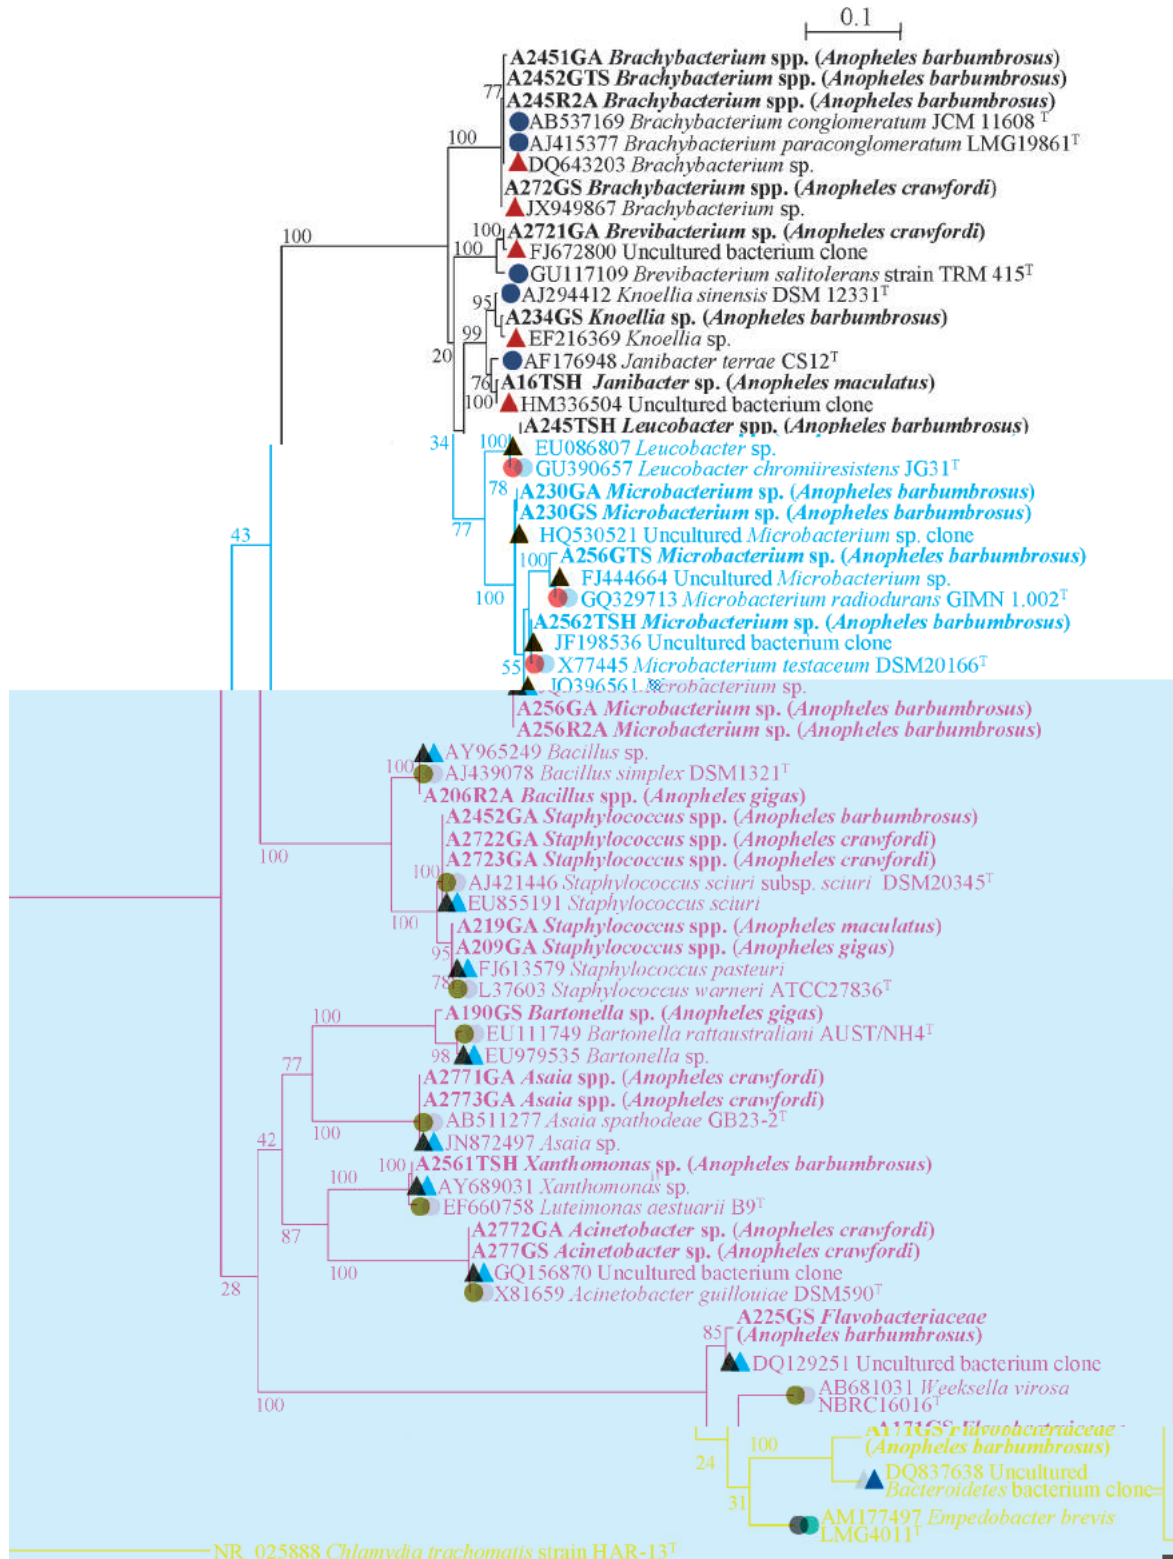 0.1
A2451GA Brachybacterium spp. (Anopheles barbumbrosus)
A2452GTS Brachybacterium spp. (Anopheles barbumbrosus)
77
A245R2A Brachybacterium spp. (Anopheles barbumbrosus)
AB537169 Brachybacterium conglomeratum JCM 11608 T
100
AJ415377 Brachybacterium paraconglomeratum LMG19861T
DQ643203 Brachybacterium sp.
A272GS Brachybacterium spp. (Anopheles crawfordi)
JX949867 Brachybacterium sp.
100
100
A2721GA Brevibacterium sp. (Anopheles crawfordi)
100
FJ672800 Uncultured bacterium clone
GU117109 Brevibacterium salitolerans strain TRM 415T
AJ294412 Knoellia sinensis DSM 12331T
95
A234GS Knoellia sp. (Anopheles barbumbrosus)
99
EF216369 Knoellia sp.
20
AF176948 Janibacter terrae CS12T
76
A16TSH Janibacter sp. (Anopheles maculatus)
100
HM336504 Uncultured bacterium clone
A245TSH Leucobacter spp. (Anopheles barbumbrosus)
34
100
EU086807 Leucobacter sp.
GU390657 Leucobacter chromiiresistens JG31T
78
A230GA Microbacterium sp. (Anopheles barbumbrosus)
A230GS Microbacterium sp. (Anopheles barbumbrosus)
43
77
HQ530521 Uncultured Microbacterium sp. clone
100
A256GTS Microbacterium sp. (Anopheles barbumbrosus)
FJ444664 Uncultured Microbacterium sp.
100
GQ329713 Microbacterium radiodurans GIMN 1.002T
A2562TSH Microbacterium sp. (Anopheles barbumbrosus)
JF198536 Uncultured bacterium clone
55
X77445 Microbacterium testaceum DSM20166T
JQ396561 Microbacterium sp.
A256GA Microbacterium sp. (Anopheles barbumbrosus)
A256R2A Microbacterium sp. (Anopheles barbumbrosus)
AY965249 Bacillus sp.
100
AJ439078 Bacillus simplex DSM1321T
A206R2A Bacillus spp. (Anopheles gigas)
A2452GA Staphylococcus spp. (Anopheles barbumbrosus)
A2722GA Staphylococcus spp. (Anopheles crawfordi)
100
A2723GA Staphylococcus spp. (Anopheles crawfordi)
100
AJ421446 Staphylococcus sciuri subsp. sciuri DSM20345T
EU855191 Staphylococcus sciuri
100
A219GA Staphylococcus spp. (Anopheles maculatus)
95
A209GA Staphylococcus spp. (Anopheles gigas)
FJ613579 Staphylococcus pasteuri
78
L37603 Staphylococcus warneri ATCC27836T
100
A190GS Bartonella sp. (Anopheles gigas)
EU111749 Bartonella rattaustraliani AUST/NH4T
98
EU979535 Bartonella sp.
77
A2771GA Asaia spp. (Anopheles crawfordi)
A2773GA Asaia spp. (Anopheles crawfordi)
AB511277 Asaia spathodeae GB23-2T
100
42
JN872497 Asaia sp.
100
A2561TSH Xanthomonas sp. (Anopheles barbumbrosus)
100
AY689031 Xanthomonas sp.
EF660758 Luteimonas aestuarii B9T
87
A2772GA Acinetobacter sp. (Anopheles crawfordi)
A277GS Acinetobacter sp. (Anopheles crawfordi)
100
GQ156870 Uncultured bacterium clone
28
X81659 Acinetobacter guillouiae DSM590T
A225GS Flavobacteriaceae
85
(Anopheles barbumbrosus)
DQ129251 Uncultured bacterium clone
AB681031 Weeksella virosa
100
NBRC16016T
A171GS Flavobacteriaceae
100
(Anopheles barbumbrosus)
24
DQ837638 Uncultured
Bacteroidetes bacterium clone
31
AM177497 Empedobacter brevis
LMG4011T
NR_025888 Chlamydia trachomatis strain HAR-13T